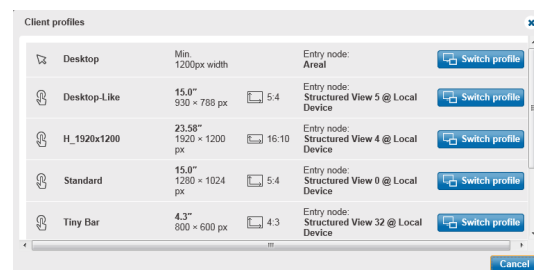 Client profiles
Desktop
Min.
1200px width
Entry node:
Areal
Switch profile
Desktop-Like
15.0"
930 × 788 px
5:4
Entry node:
Structured View 5 @ Local
Device
Switch profile
H_1920x1200
23.58"
1920 × 1200
px
16:10
Entry node:
Structured View 4 @ Local
Device
Switch profile
Standard
15.0"
1280 × 1024
px
5:4
Entry node:
Structured View 0 @ Local
Device
Switch profile
Tiny Bar
4.3"
800 × 600 px
4:3
Entry node:
Structured View 32 @ Local
Device
Switch profile
Cancel